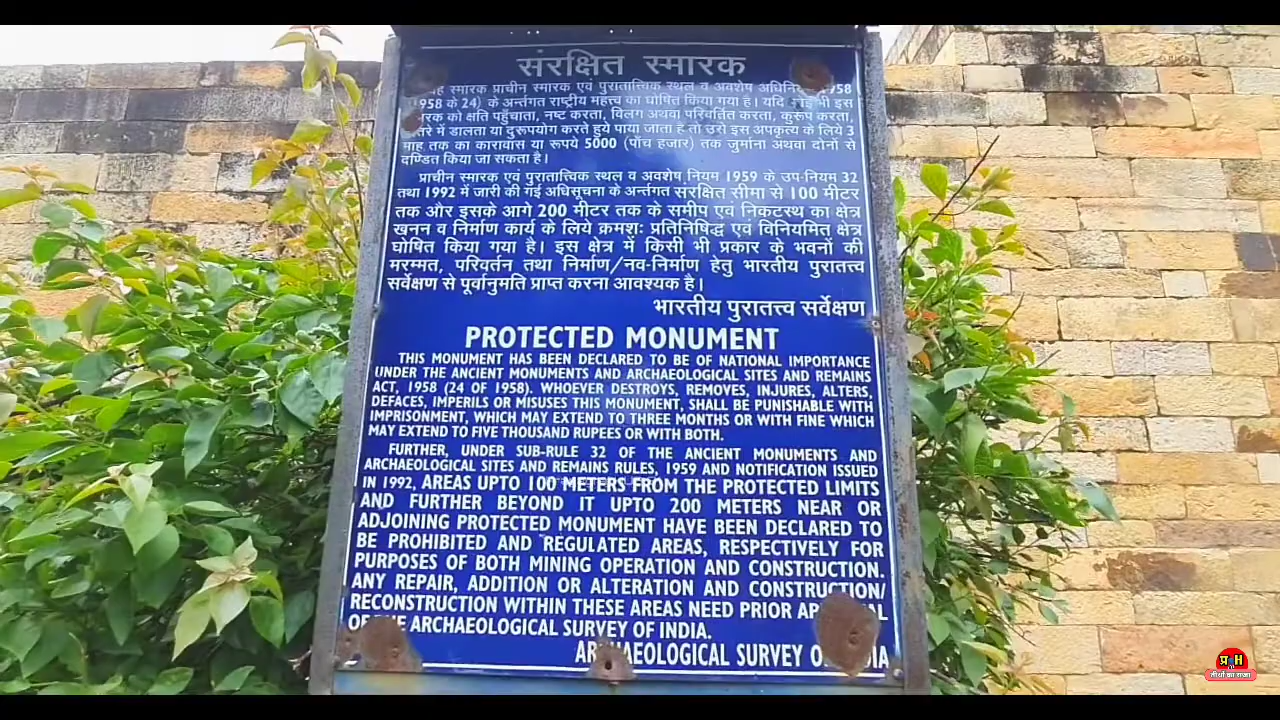 संरक्षित स्मारक
स्मारक प्राचीन स्मारक एवं पुरातात्त्विक स्थल व अवशेष 1958
1958 के 24) के अन्तर्गत राष्ट्रीय महत्त्व का घोषित किया गया है। यदि भी इस
को क्षति पहुँचाता, नष्ट करता, विलग अथवा परिवर्तित करता, कुरूप करता,
में डालता या दुरूपयोग करते हुये पाया जाता है तो उसे इस अपकृत्य के लिये 3
माह तक का कारावास या रूपये 5000 (पाँच हजार) तक जुर्माना अथवा दोनों से
दण्डित किया जा सकता है।
प्राचीन स्मारक एवं पुरातात्त्विक स्थल व अवशेष नियम 1959 के उप-नियम 32
तथा 1992 में जारी की गई अधिसूचना के अन्तर्गत संरक्षित सीमा से 100 मीटर
तक और इसके आगे 200 मीटर तक के समीप एवं निकटस्थ का क्षेत्र
खनन व निर्माण कार्य के लिये क्रमशः प्रतिनिषिद्ध एवं विनियमित क्षेत्र
घोषित किया गया है। इस क्षेत्र में किसी भी प्रकार के भवनों की
मरम्मत, परिवर्तन तथा निर्माण/नव-निर्माण हेतु भारतीय पुरातत्त्व
सर्वेक्षण से पूर्वानुमति प्राप्त करना आवश्यक है।
भारतीय पुरातत्त्व सर्वेक्षण
PROTECTED MONUMENT
THIS MONUMENT HAS BEEN DECLARED TO BE OF NATIONAL IMPORTANCE
UNDER THE ANCIENT MONUMENTS AND ARCHAEOLOGICAL SITES AND REMAINS
ACT, 1958 (24 OF 1958). WHOEVER DESTROYS, REMOVES, INJURES, ALTERS,
DEFACES, IMPERILS OR MISUSES THIS MONUMENT, SHALL BE PUNISHABLE WITH
IMPRISONMENT, WHICH MAY EXTEND TO THREE MONTHS OR WITH FINE WHICH
MAY EXTEND TO FIVE THOUSAND RUPEES OR WITH BOTH.
FURTHER, UNDER SUB-RULE 32 OF THE ANCIENT MONUMENTS AND
ARCHAEOLOGICAL SITES AND REMAINS RULES, 1959 AND NOTIFICATION ISSUED
IN 1992, AREAS UPTO 100 METERS FROM THE PROTECTED LIMITS
AND FURTHER BEYOND IT UPTO 200 METERS NEAR OR
ADJOINING PROTECTED MONUMENT HAVE BEEN DECLARED TO
BE PROHIBITED AND REGULATED AREAS, RESPECTIVELY FOR
PURPOSES OF BOTH MINING OPERATION AND CONSTRUCTION.
ANY REPAIR, ADDITION OR ALTERATION AND CONSTRUCTION/
RECONSTRUCTION WITHIN THESE AREAS NEED PRIOR
OF THE ARCHAEOLOGICAL SURVEY OF INDIA.
ARCHAEOLOGICAL SURVEY OF INDIA
तीर्थों का राजा